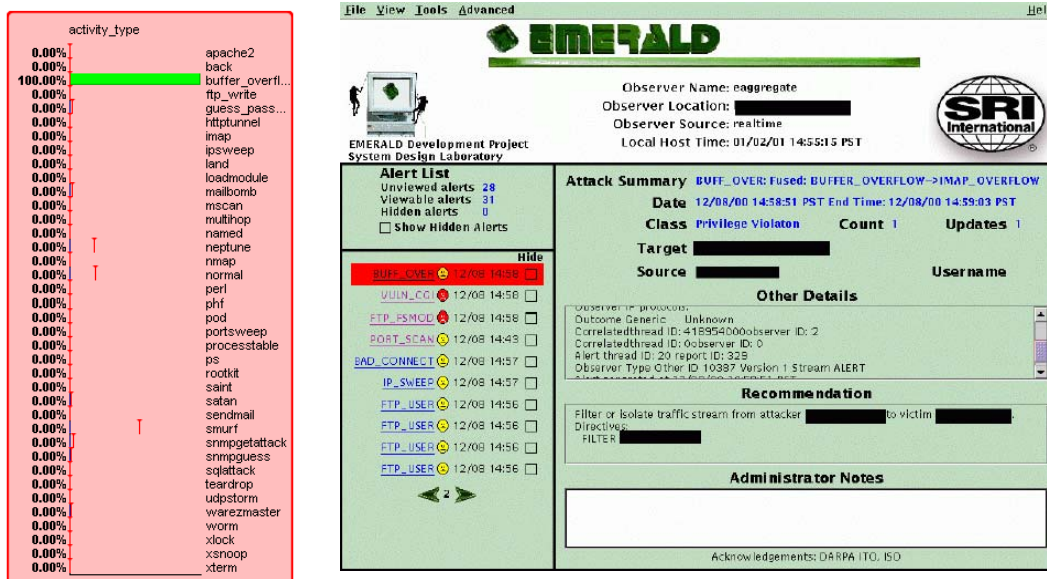 activity_type
0.00% apache2
0.00% back
100.00% buffer_overfl...
0.00% ftp_write
0.00% guess_pass...
0.00% httptunnel
0.00% imap
0.00% ipsweep
0.00% land
0.00% loadmodule
0.00% mailbomb
0.00% mscan
0.00% multihop
0.00% named
0.00% neptune
0.00% nmap
0.00% normal
0.00% perl
0.00% phf
0.00% pod
0.00% portsweep
0.00% processtable
0.00% ps
0.00% rootkit
0.00% saint
0.00% satan
0.00% sendmail
0.00% smurf
0.00% snmpgetattack
0.00% snmpguess
0.00% sqlattack
0.00% teardrop
0.00% udpstorm
0.00% warezmaster
0.00% worm
0.00% xlock
0.00% xsnoop
0.00% xterm
File View Tools Advanced Hel
EMERALD
EMERALD Development Project
System Design Laboratory
Observer Name: eaggregate
Observer Location:
Observer Source: realtime
Local Host Time: 01/02/01 14:55:15 PST
SRI
International
Alert List
Unviewed alerts 28
Viewable alerts 31
Hidden alerts 0
Show Hidden Alerts
Hide
BUFF_OVER 12/08 14:58
VULN_CGI 12/08 14:58
FTP_FSMOD 12/08 14:58
PORT_SCAN 12/08 14:43
BAD_CONNECT 12/08 14:57
IP_SWEEP 12/08 14:57
FTP_USER 12/08 14:56
FTP_USER 12/08 14:56
FTP_USER 12/08 14:56
FTP_USER 12/08 14:56
2
Attack Summary BUFF_OVER: Fused: BUFFER_OVERFLOW->IMAP_OVERFLOW
Date 12/08/00 14:58:51 PST End Time: 12/08/00 14:59:03 PST
Class Privilege Violaton Count 1 Updates 1
Target
Source Username
Other Details
Observer IP protocols:
Outcome Generic Unknown
Correlatedthread ID: 418954000observer ID: 2
Correlatedthread ID: 0observer ID: 0
Alert thread ID: 20 report ID: 329
Observer Type Other ID 10387 Version 1 Stream ALERT
Recommendation
Filter or isolate traffic stream from attacker to victim .
Directives:
FILTER
Administrator Notes
Acknowledgements: DARPA ITO, ISO